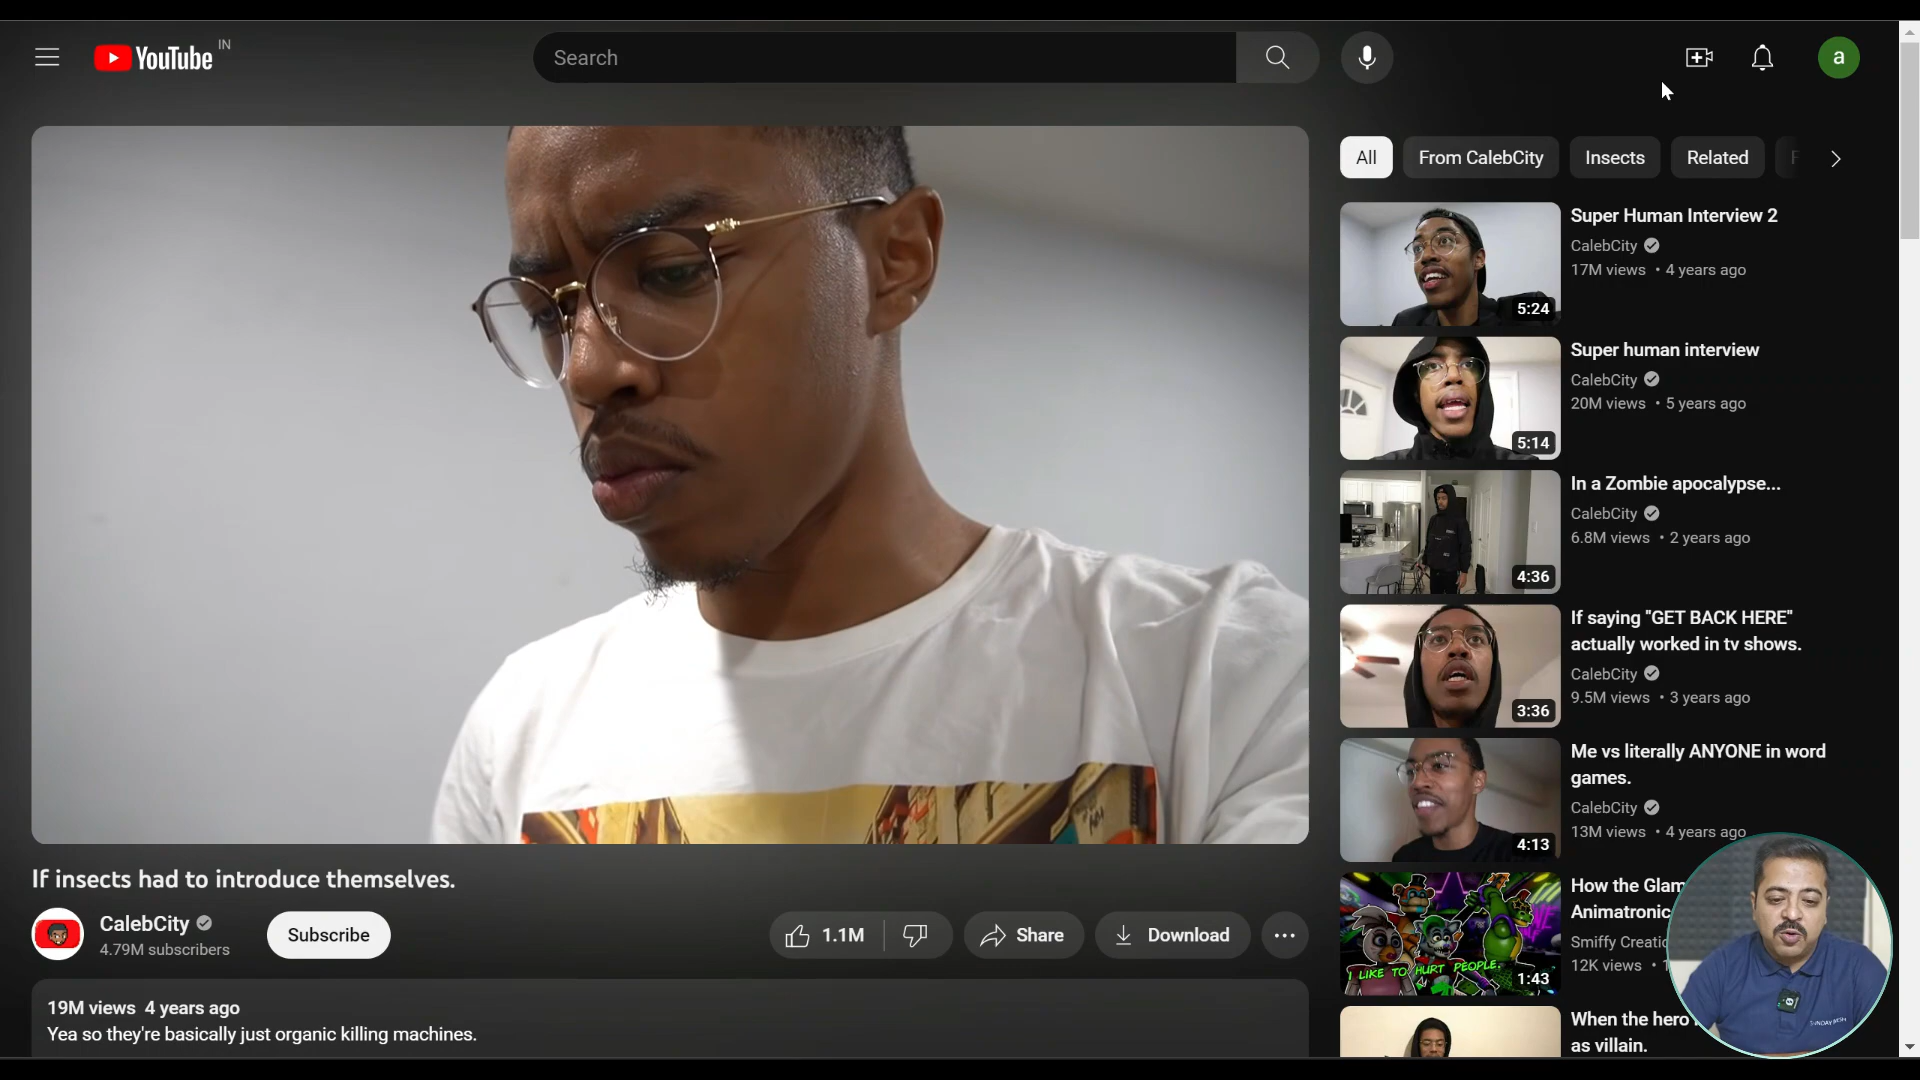 YouTube IN
Search
a
All
From CalebCity
Insects
Related
Super Human Interview 2
CalebCity
17M views • 4 years ago
5:24
Super human interview
CalebCity
20M views • 5 years ago
5:14
In a Zombie apocalypse...
CalebCity
6.8M views • 2 years ago
4:36
If saying "GET BACK HERE"
actually worked in tv shows.
CalebCity
9.5M views • 3 years ago
3:36
Me vs literally ANYONE in word
games.
CalebCity
13M views • 4 years ago
4:13
How the Glam
Animatronic
Smiffy Creatio
12K views • 1
I LIKE TO HURT PEOPLE.
1:43
When the hero
as villain.
If insects had to introduce themselves.
CalebCity
4.79M subscribers
Subscribe
1.1M
Share
Download
19M views 4 years ago
Yea so they're basically just organic killing machines.